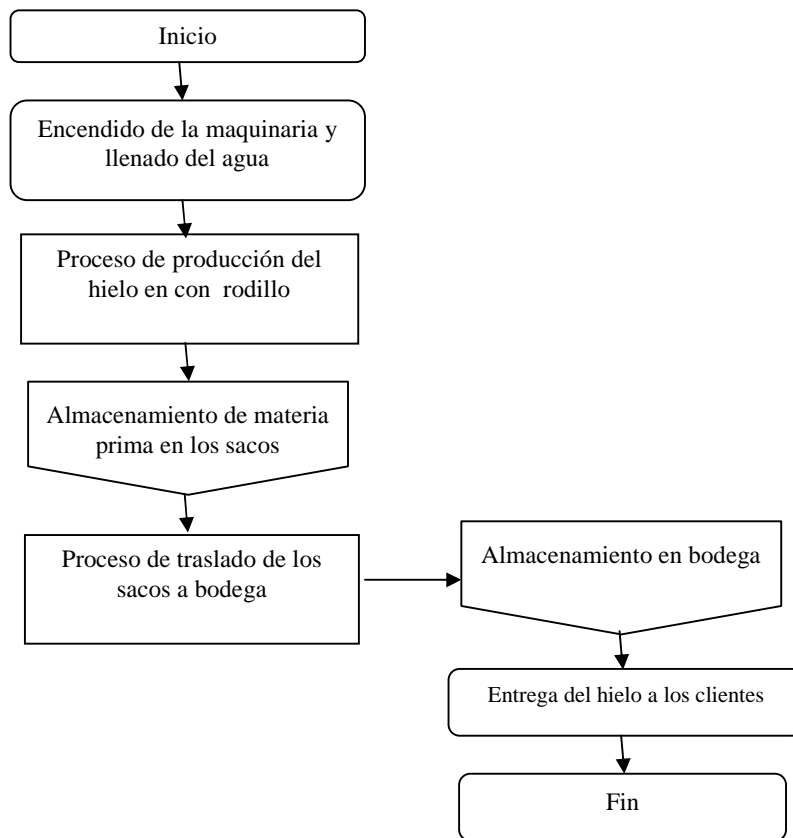 Inicio
Encendido de la maquinaria y
llenado del agua
Proceso de producción del
hielo en con rodillo
Almacenamiento de materia
prima en los sacos
Proceso de traslado de los
sacos a bodega
Almacenamiento en bodega
Entrega del hielo a los clientes
Fin